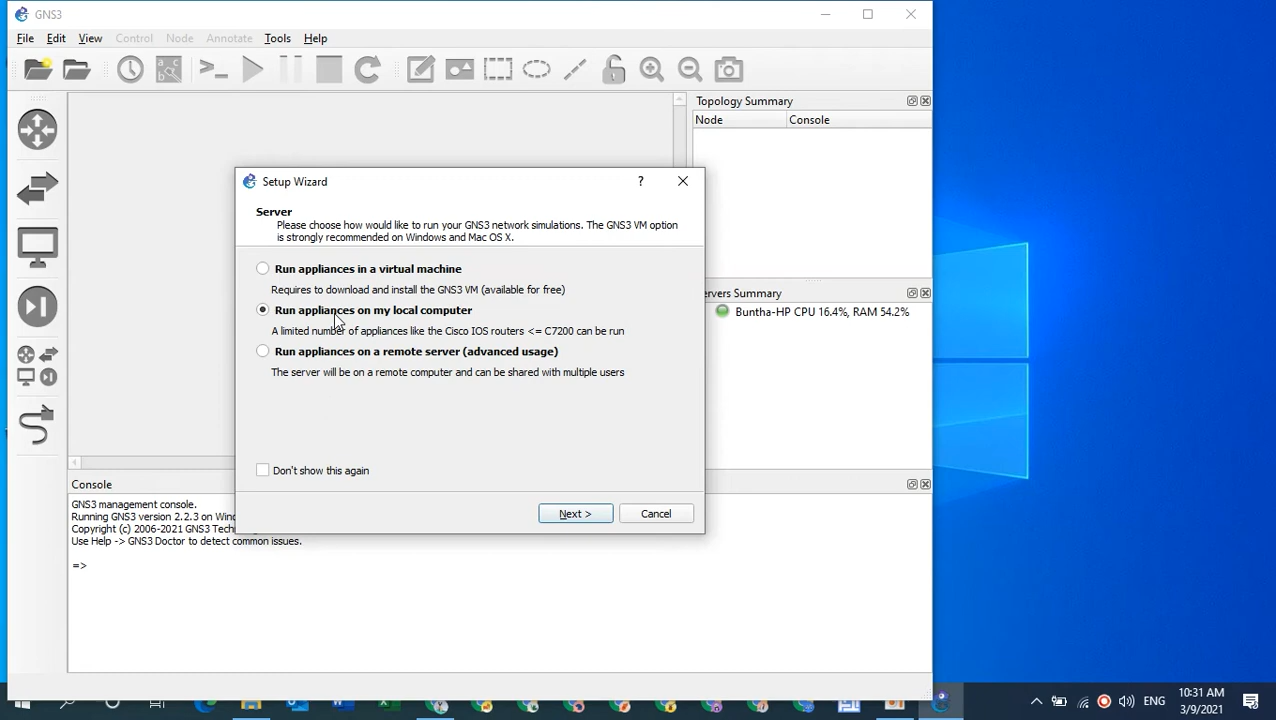 GNS3
File Edit View Control Node Annotate Tools Help
Topology Summary
Node Console
Setup Wizard
?
Server
Please choose how would like to run your GNS3 network simulations. The GNS3 VM option
is strongly recommended on Windows and Mac OS X.
Run appliances in a virtual machine
Requires to download and install the GNS3 VM (available for free)
Run appliances on my local computer
A limited number of appliances like the Cisco IOS routers <= C7200 can be run
Run appliances on a remote server (advanced usage)
The server will be on a remote computer and can be shared with multiple users
Don't show this again
Next >
Cancel
ervers Summary
Buntha-HP CPU 16.4%, RAM 54.2%
Console
GNS3 management console.
Running GNS3 version 2.2.3 on Wind
Copyright (c) 2006-2021 GNS3 Techn
Use Help -> GNS3 Doctor to detect common issues.
=>
ENG
10:31 AM
3/9/2021